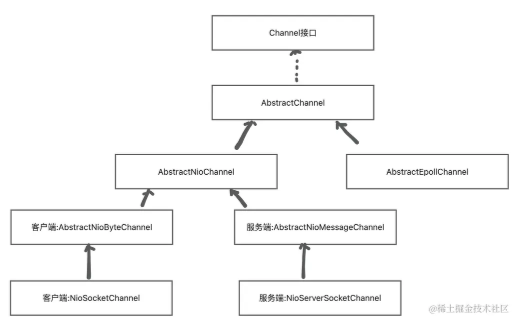 Channel接口
AbstractChannel
AbstractNioChannel
AbstractEpollChannel
客户端:AbstractNioByteChannel
服务端:AbstractNioMessageChannel
客户端:NioSocketChannel
服务端:NioServerSocketChannel
@稀土掘金技术社区